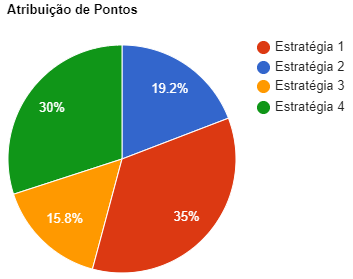 Atribuição de Pontos
Estratégia 1
Estratégia 2
Estratégia 3
Estratégia 4
19.2%
30%
35%
15.8%